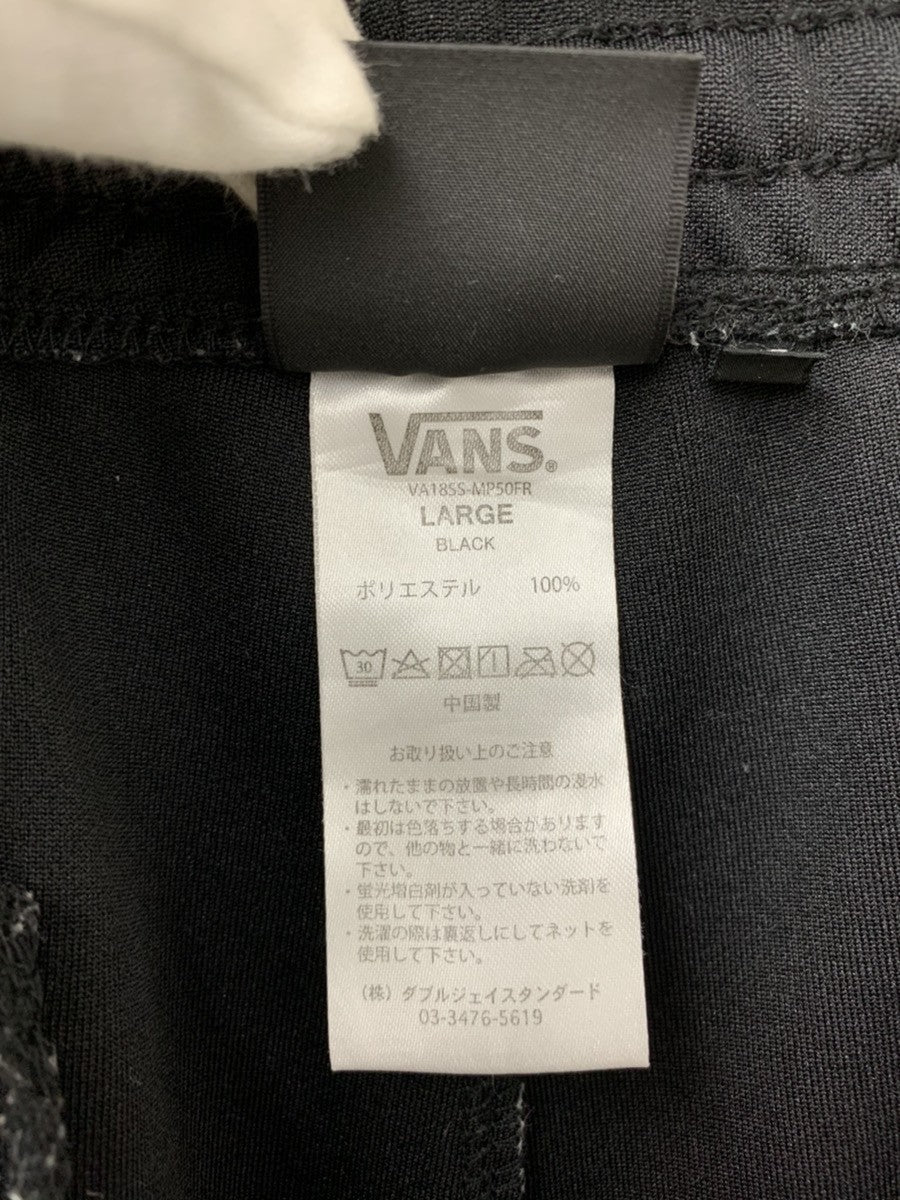 VANS®
VA18SS-MP50FR
LARGE
BLACK
ポリエステル 100%
30
中国製
お取り扱い上のご注意
・濡れたままの放置や長時間の浸水
はしないで下さい。
・最初は色落ちする場合があります
ので、他の物と一緒に洗わないで
下さい。
・蛍光増白剤が入っていない洗剤を
使用して下さい。
・洗濯の際は裏返しにしてネットを
使用して下さい。
(株)ダブルジェイスタンダード
03-3476-5619